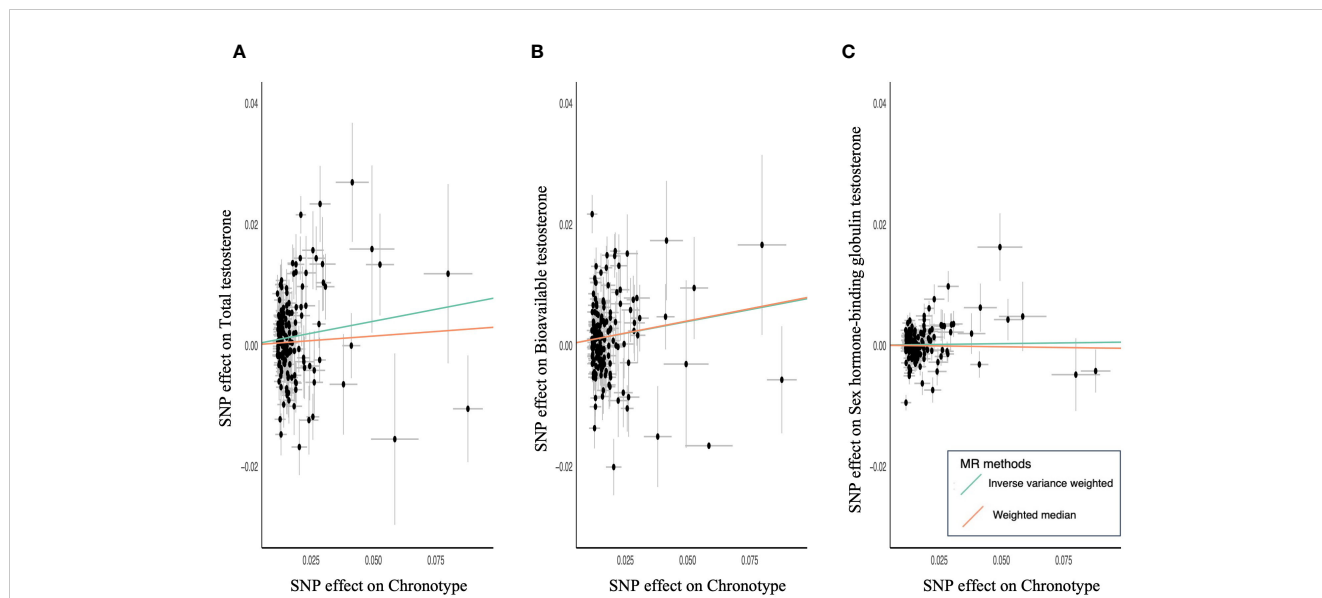 A
B
C
SNP effect on Total testosterone
0.04
0.02
0.00
−0.02
0.025
0.050
0.075
SNP effect on Chronotype
SNP effect on Bioavailable testosterone
0.04
0.02
0.00
−0.02
0.025
0.050
0.075
SNP effect on Chronotype
SNP effect on Sex hormone-binding globulin testosterone
0.04
0.02
0.00
−0.02
0.025
0.050
0.075
SNP effect on Chronotype
MR methods
Inverse variance weighted
Weighted median